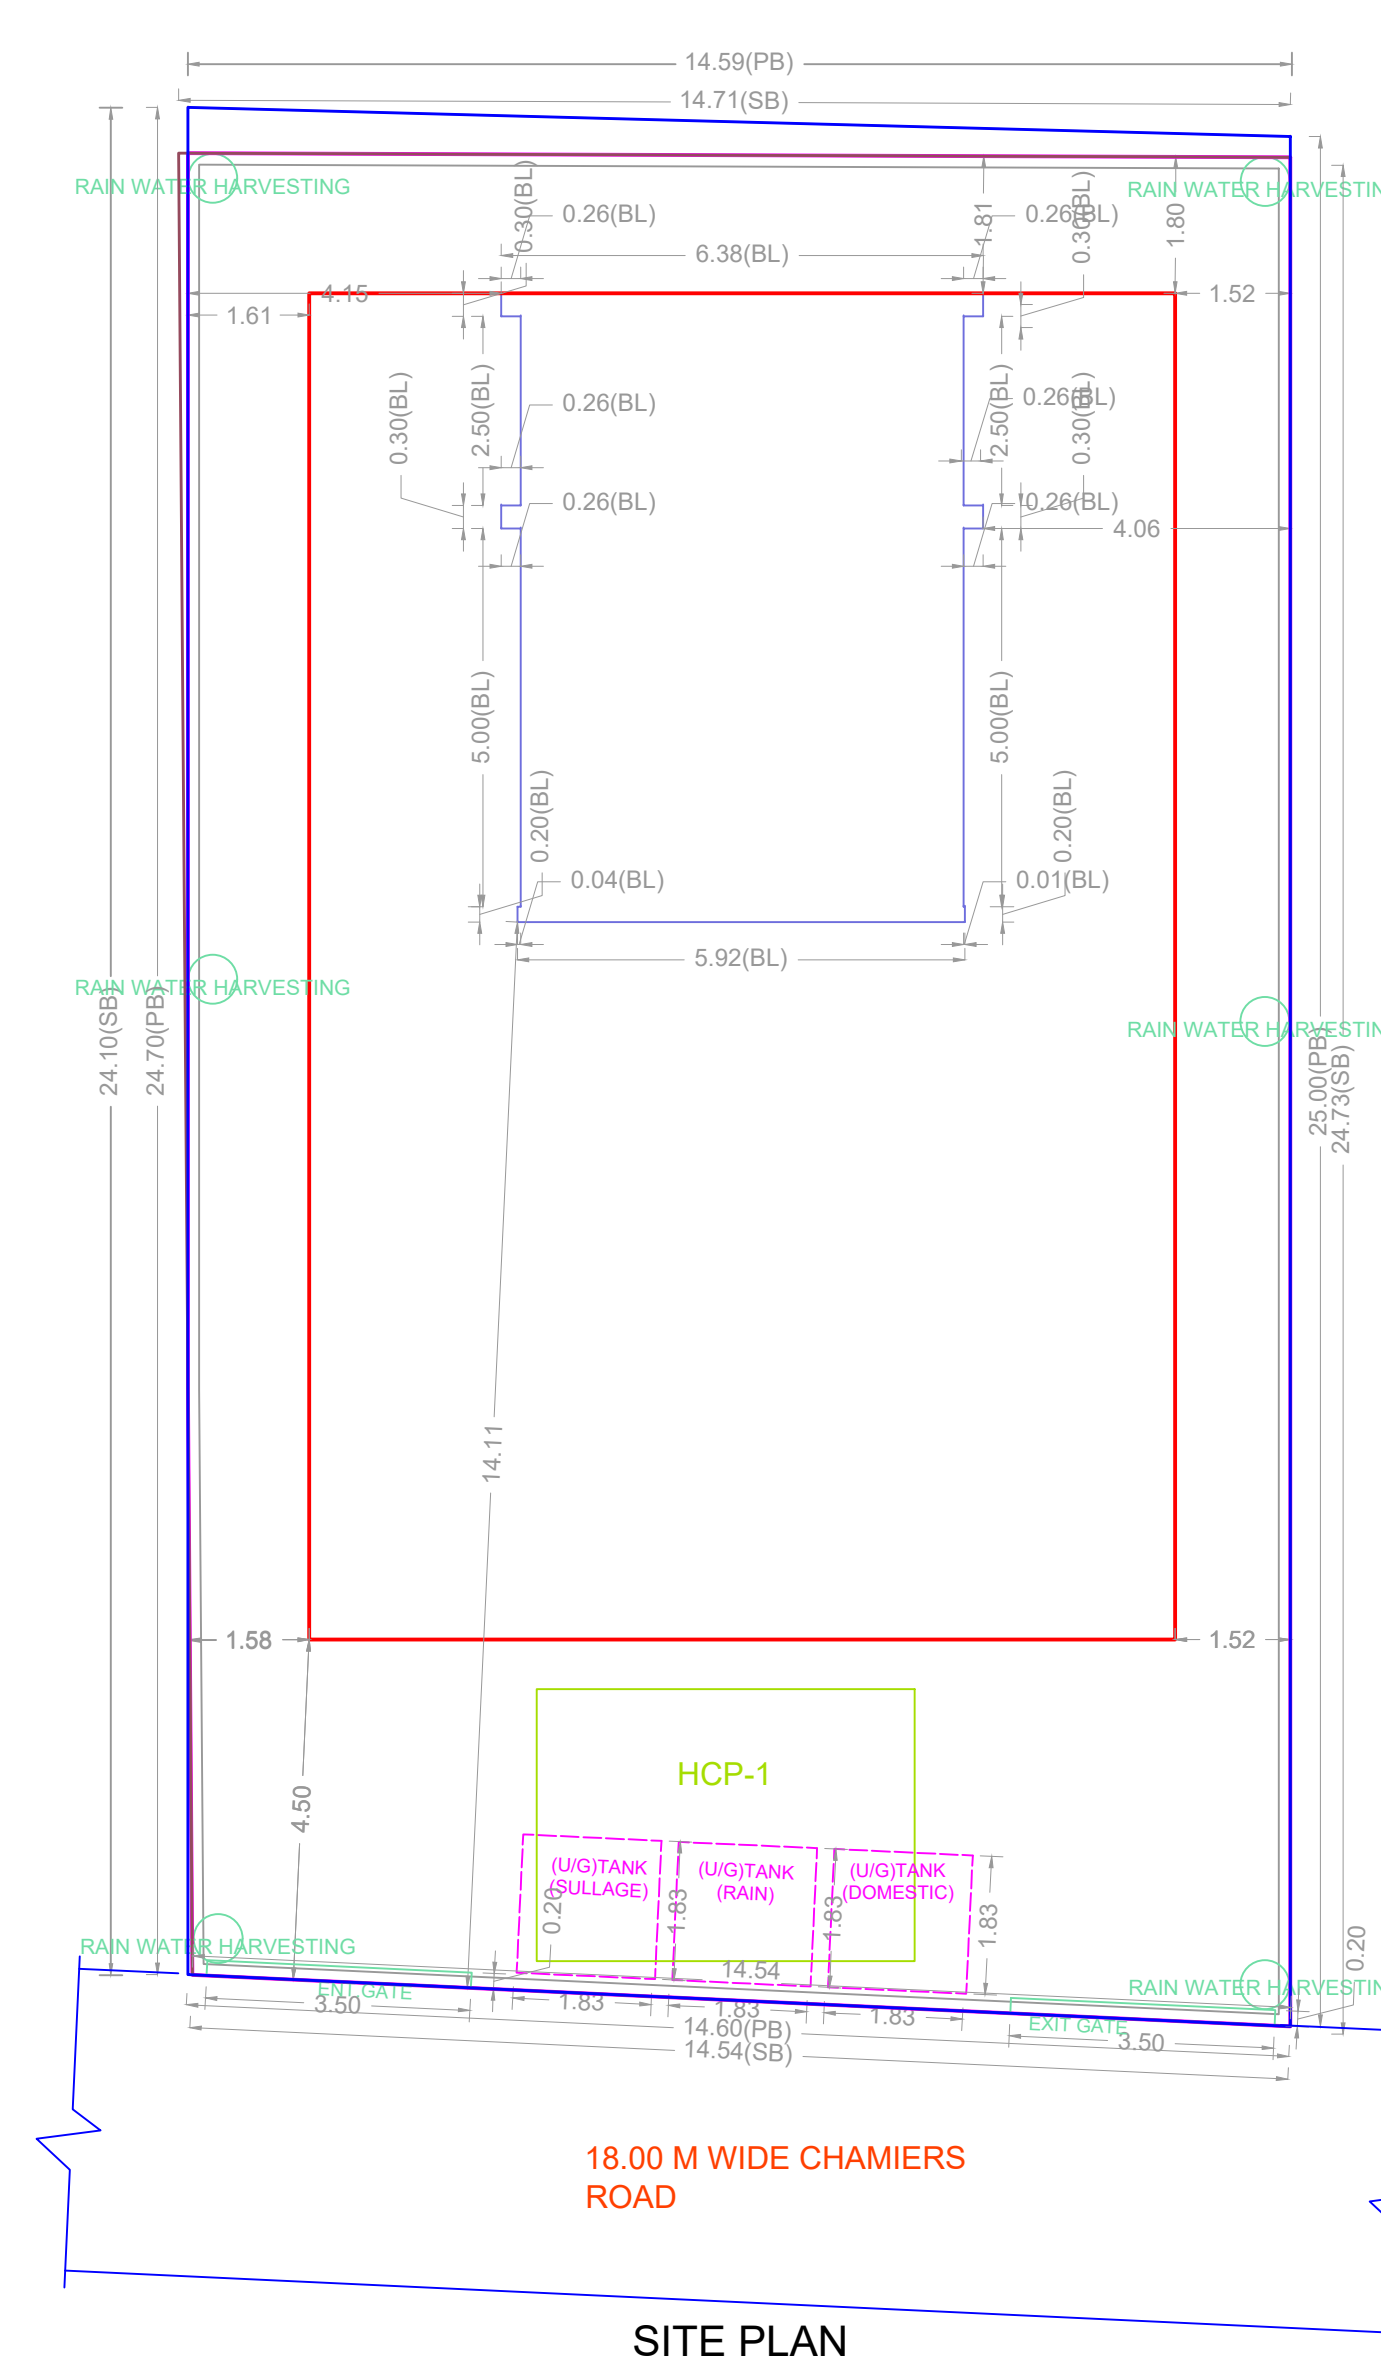 14.59(PB)
14.71(SB)
RAIN WATER HARVESTING
RAIN WATER HARVESTIN
0.30(BL)
0.26(BL)
1.81
0.26(BL)
0.30(BL)
1.80
6.38(BL)
4.15
1.52
1.61
0.30(BL)
2.50(BL)
0.26(BL)
2.50(BL)
0.26(BL)
0.30(BL)
0.26(BL)
0.26(BL)
4.06
5.00(BL)
5.00(BL)
0.20(BL)
0.20(BL)
0.04(BL)
0.01(BL)
5.92(BL)
RAIN WATER HARVESTING
RAIN WATER HARVESTIN
24.10(SB)
24.70(PB)
25.00(PB)
24.73(SB)
14.11
1.58
1.52
HCP-1
4.50
(U/G)TANK
(SULLAGE)
(U/G)TANK
(RAIN)
(U/G)TANK
(DOMESTIC)
0.20
1.83
1.83
1.83
0.20
RAIN WATER HARVESTING
RAIN WATER HARVESTIN
14.54
ENT GATE
3.50
1.83
1.83
1.83
EXIT GATE
3.50
14.60(PB)
14.54(SB)
18.00 M WIDE CHAMIERS
ROAD
SITE PLAN